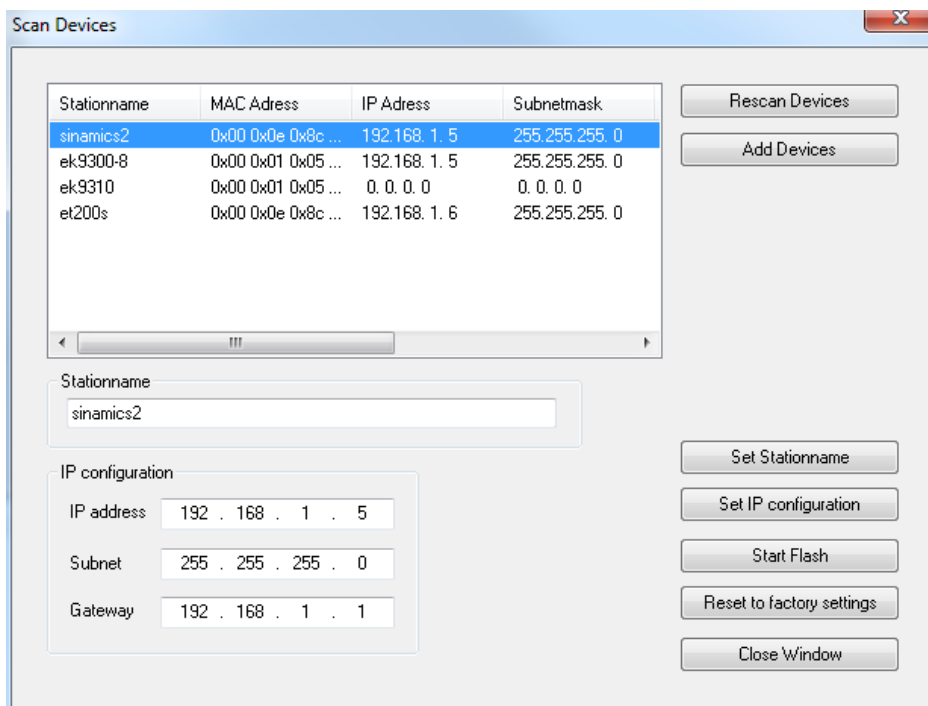 Scan Devices
Stationname MAC Adress IP Adress Subnetmask
sinamics2 0x00 0x0e 0x8c ... 192.168. 1. 5 255.255.255. 0
ek9300-8 0x00 0x01 0x05 ... 192.168. 1. 5 255.255.255. 0
ek9310 0x00 0x01 0x05 ... 0. 0. 0. 0 0. 0. 0. 0
et200s 0x00 0x0e 0x8c ... 192.168. 1. 6 255.255.255. 0
Rescan Devices
Add Devices
Stationname
sinamics2
IP configuration
IP address 192 . 168 . 1 . 5
Subnet 255 . 255 . 255 . 0
Gateway 192 . 168 . 1 . 1
Set Stationname
Set IP configuration
Start Flash
Reset to factory settings
Close Window